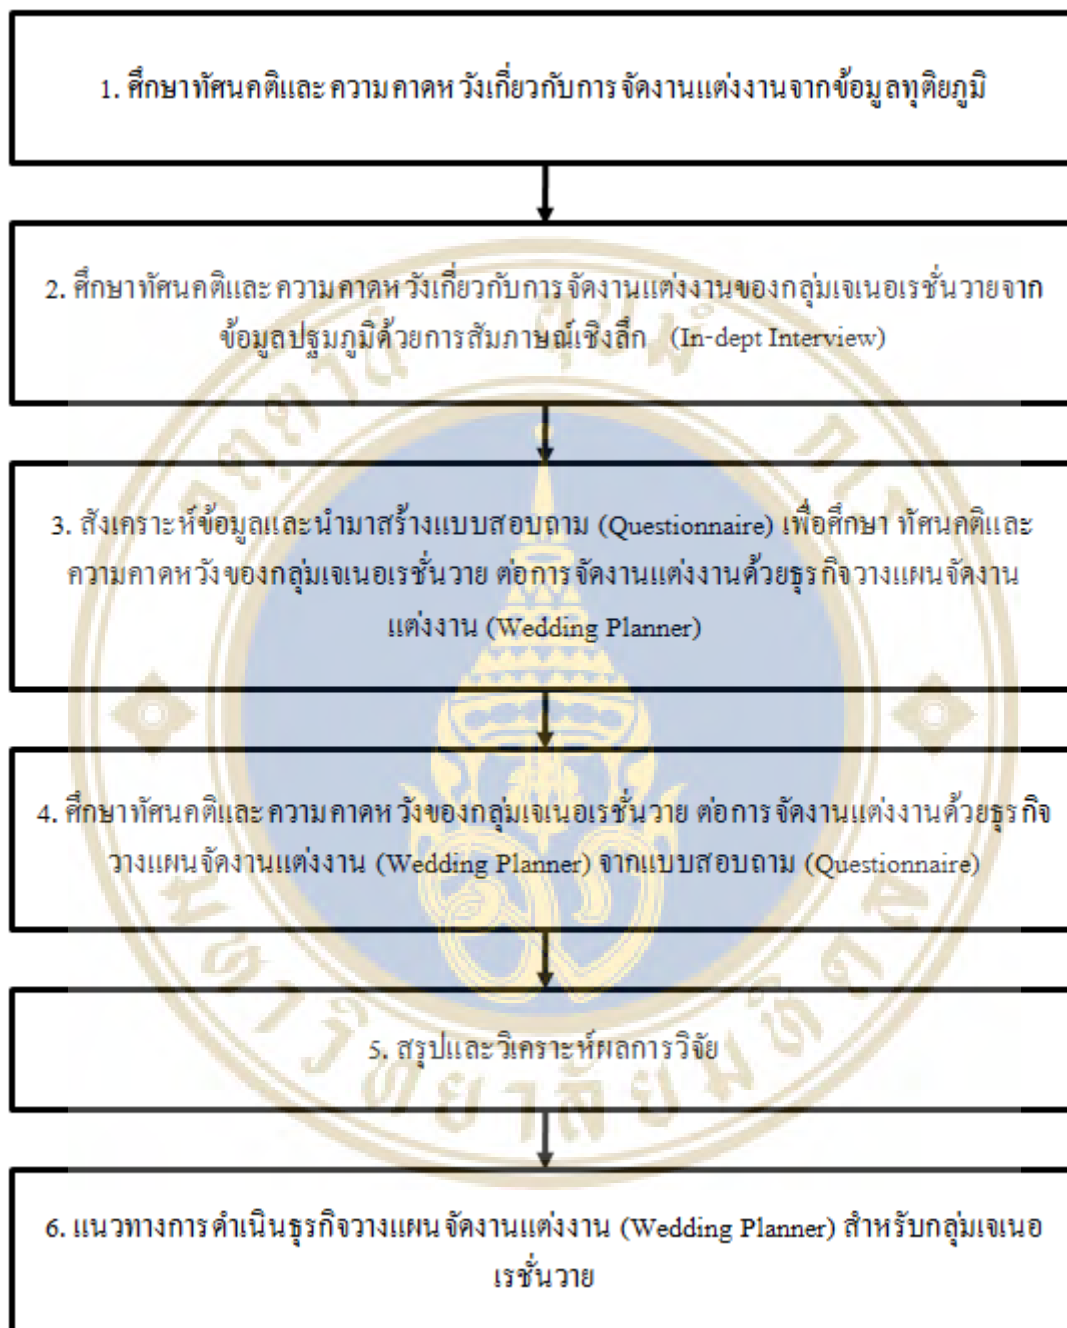 1. ศึกษาทัศนคติและความคาดหวังเกี่ยวกับการจัดงานแต่งงานจากข้อมูลทุติยภูมิ
2. ศึกษาทัศนคติและความคาดหวังเกี่ยวกับการจัดงานแต่งงานของกลุ่มเจเนอเรชั่นวายจาก
ข้อมูลปฐมภูมิด้วยการสัมภาษณ์เชิงลึก (In-dept Interview)
3. สังเคราะห์ข้อมูลและนำมาสร้างแบบสอบถาม (Questionnaire) เพื่อศึกษา ทัศนคติและ
ความคาดหวังของกลุ่มเจเนอเรชั่นวาย ต่อการจัดงานแต่งงานด้วยธุรกิจวางแผนจัดงาน
แต่งงาน (Wedding Planner)
4. ศึกษาทัศนคติและความคาดหวังของกลุ่มเจเนอเรชั่นวาย ต่อการจัดงานแต่งงานด้วยธุรกิจ
วางแผนจัดงานแต่งงาน (Wedding Planner) จากแบบสอบถาม (Questionnaire)
5. สรุปและวิเคราะห์ผลการวิจัย
6. แนวทางการดำเนินธุรกิจวางแผนจัดงานแต่งงาน (Wedding Planner) สำหรับกลุ่มเจเนอ
เรชั่นวาย
มหาวิทยาลัยมหิดล